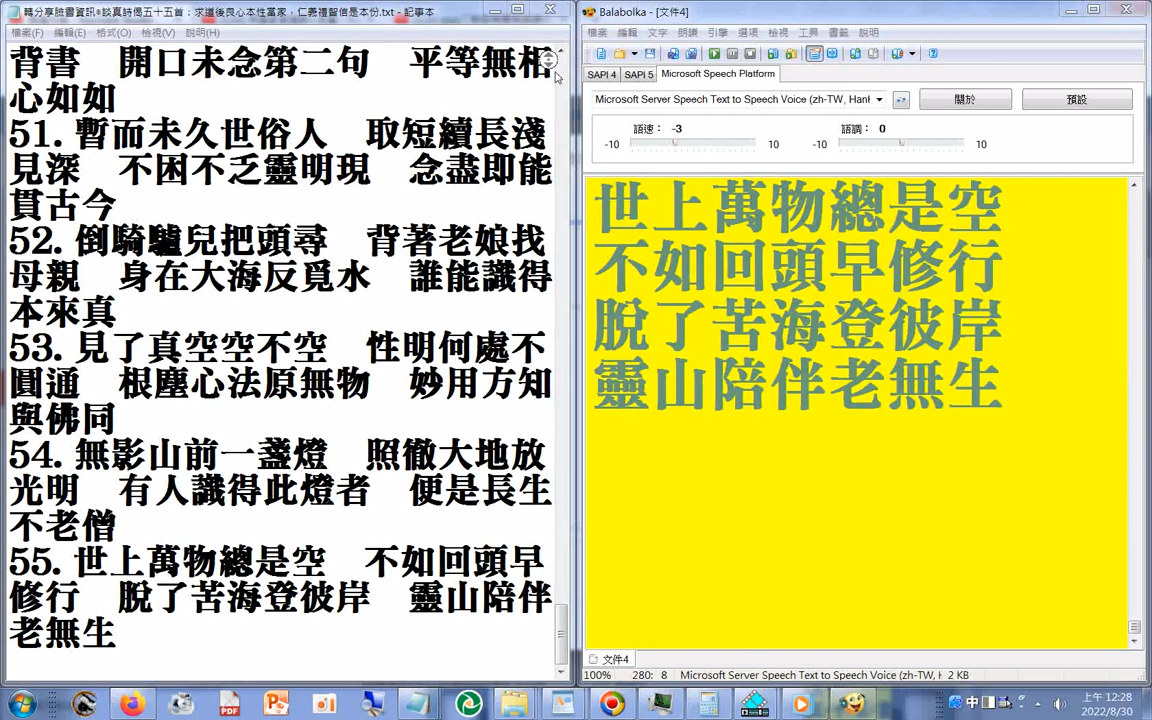 轉分享臉書資訊®談真詩偈五十五首：求道後良心本性當家，仁義禮智信是本份.txt - 記事本
檔案(F) 編輯(E) 格式(O) 檢視(V) 說明(H)
背書　開口未念第二句　平等無相
心如如
51. 暫而未久世俗人　取短續長淺
見深　不困不乏靈明現　念盡即能
貫古今
52. 倒騎驢兒把頭尋　背著老娘找
母親　身在大海反覓水　誰能識得
本來真
53. 見了真空空不空　性明何處不
圓通　根塵心法原無物　妙用方知
與佛同
54. 無影山前一盞燈　照徹大地放
光明　有人識得此燈者　便是長生
不老僧
55. 世上萬物總是空　不如回頭早
修行　脫了苦海登彼岸　靈山陪伴
老無生
Balabolka - [文件4]
檔案 編輯 文字 朗讀 引擎 選項 檢視 工具 書籤 說明
SAPI 4 SAPI 5 Microsoft Speech Platform
Microsoft Server Speech Text to Speech Voice (zh-TW, Han
關於 預設
語速： -3 語調： 0
-10 10 -10 10
世上萬物總是空
不如回頭早修行
脫了苦海登彼岸
靈山陪伴老無生
文件4
100% 280: 8 Microsoft Server Speech Text to Speech Voice (zh-TW, H 2 KB
中
上午 12:28
2022/8/30